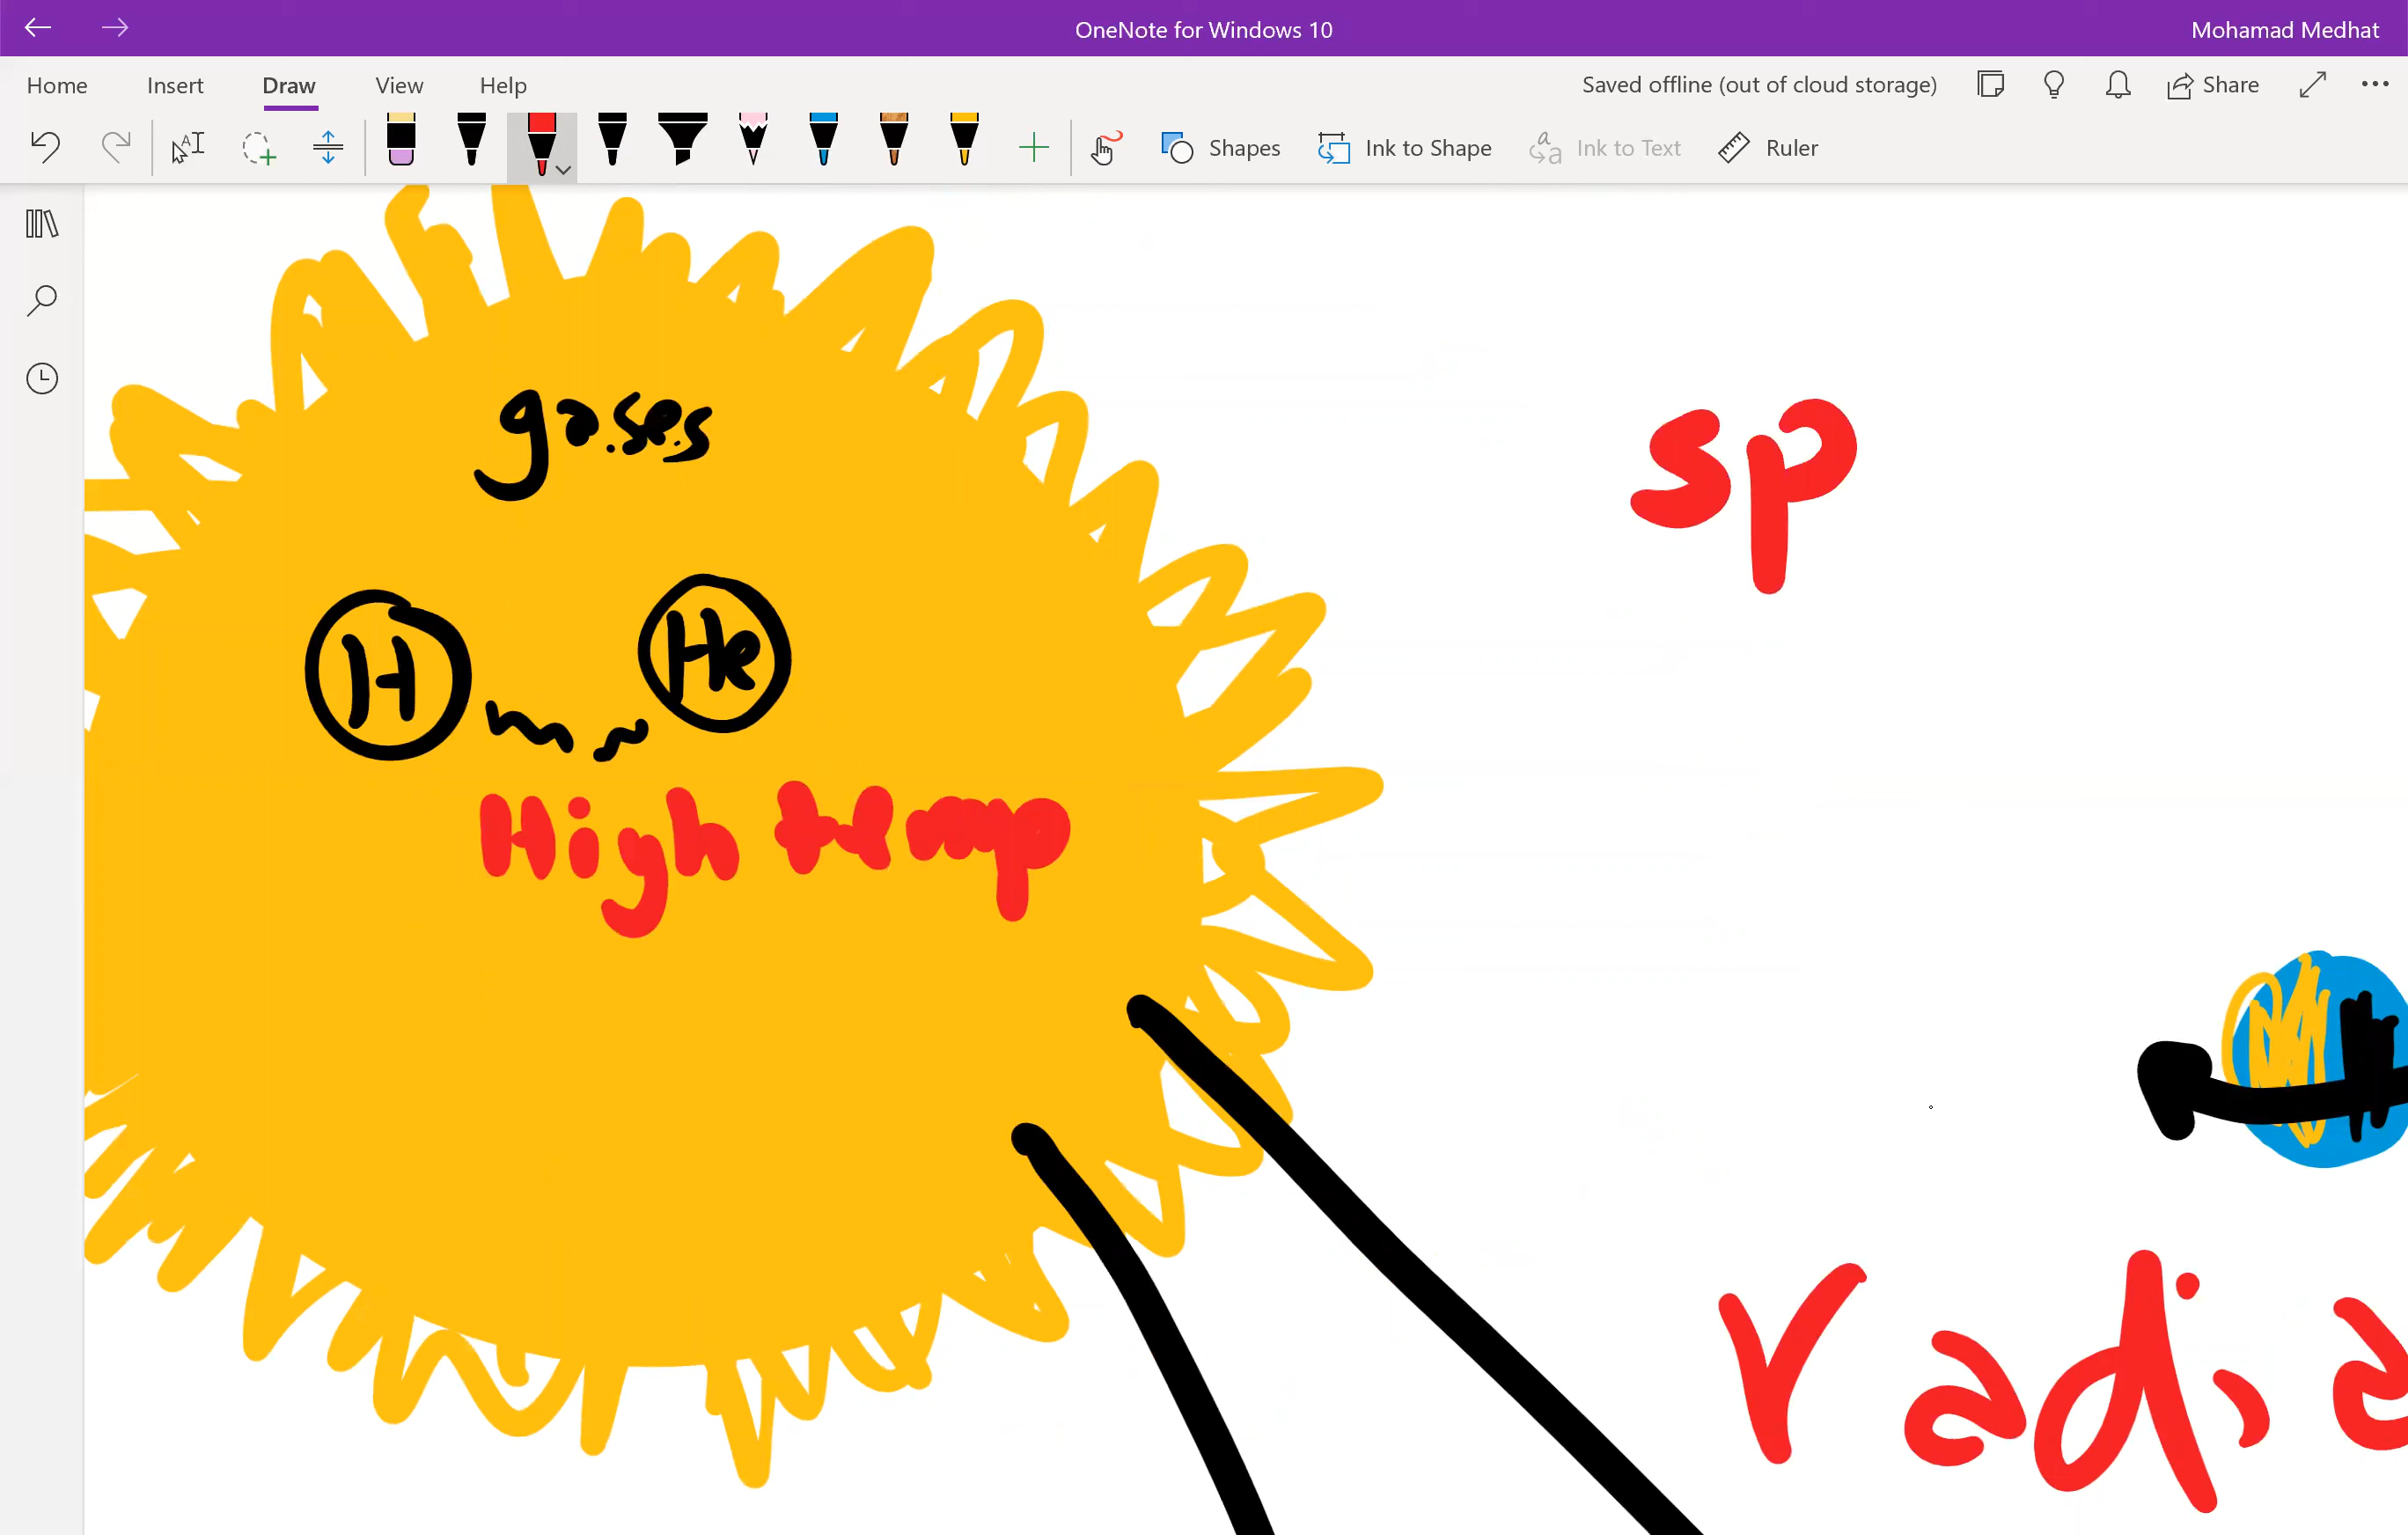 OneNote for Windows 10
Mohamad Medhat
Home Insert Draw View Help
Saved offline (out of cloud storage)
Share
Shapes Ink to Shape Ink to Text Ruler
gases
sp
H He
High temp
radia